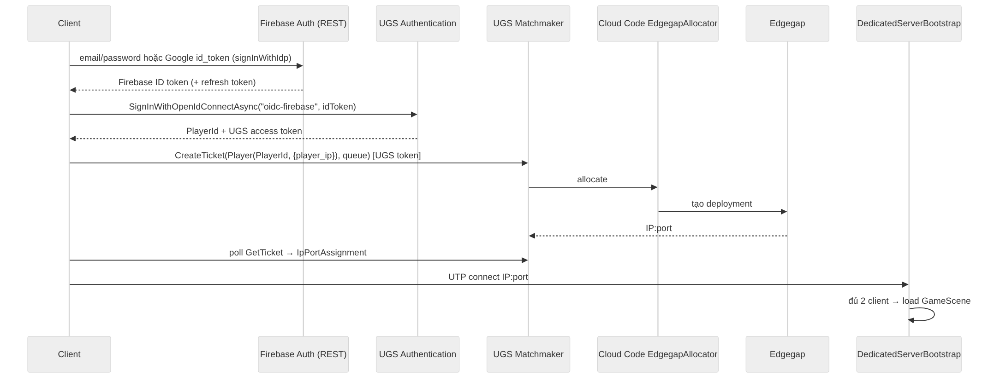 Client
Firebase Auth (REST)
UGS Authentication
UGS Matchmaker
Cloud Code EdgegapAllocator
Edgegap
DedicatedServerBootstrap
email/password hoặc Google id_token (signInWithIdp)
Firebase ID token (+ refresh token)
SignInWithOpenIdConnectAsync("oidc-firebase", idToken)
PlayerId + UGS access token
CreateTicket(Player(PlayerId, {player_ip}), queue) [UGS token]
allocate
tạo deployment
IP:port
poll GetTicket → IpPortAssignment
UTP connect IP:port
đủ 2 client → load GameScene
Client
Firebase Auth (REST)
UGS Authentication
UGS Matchmaker
Cloud Code EdgegapAllocator
Edgegap
DedicatedServerBootstrap